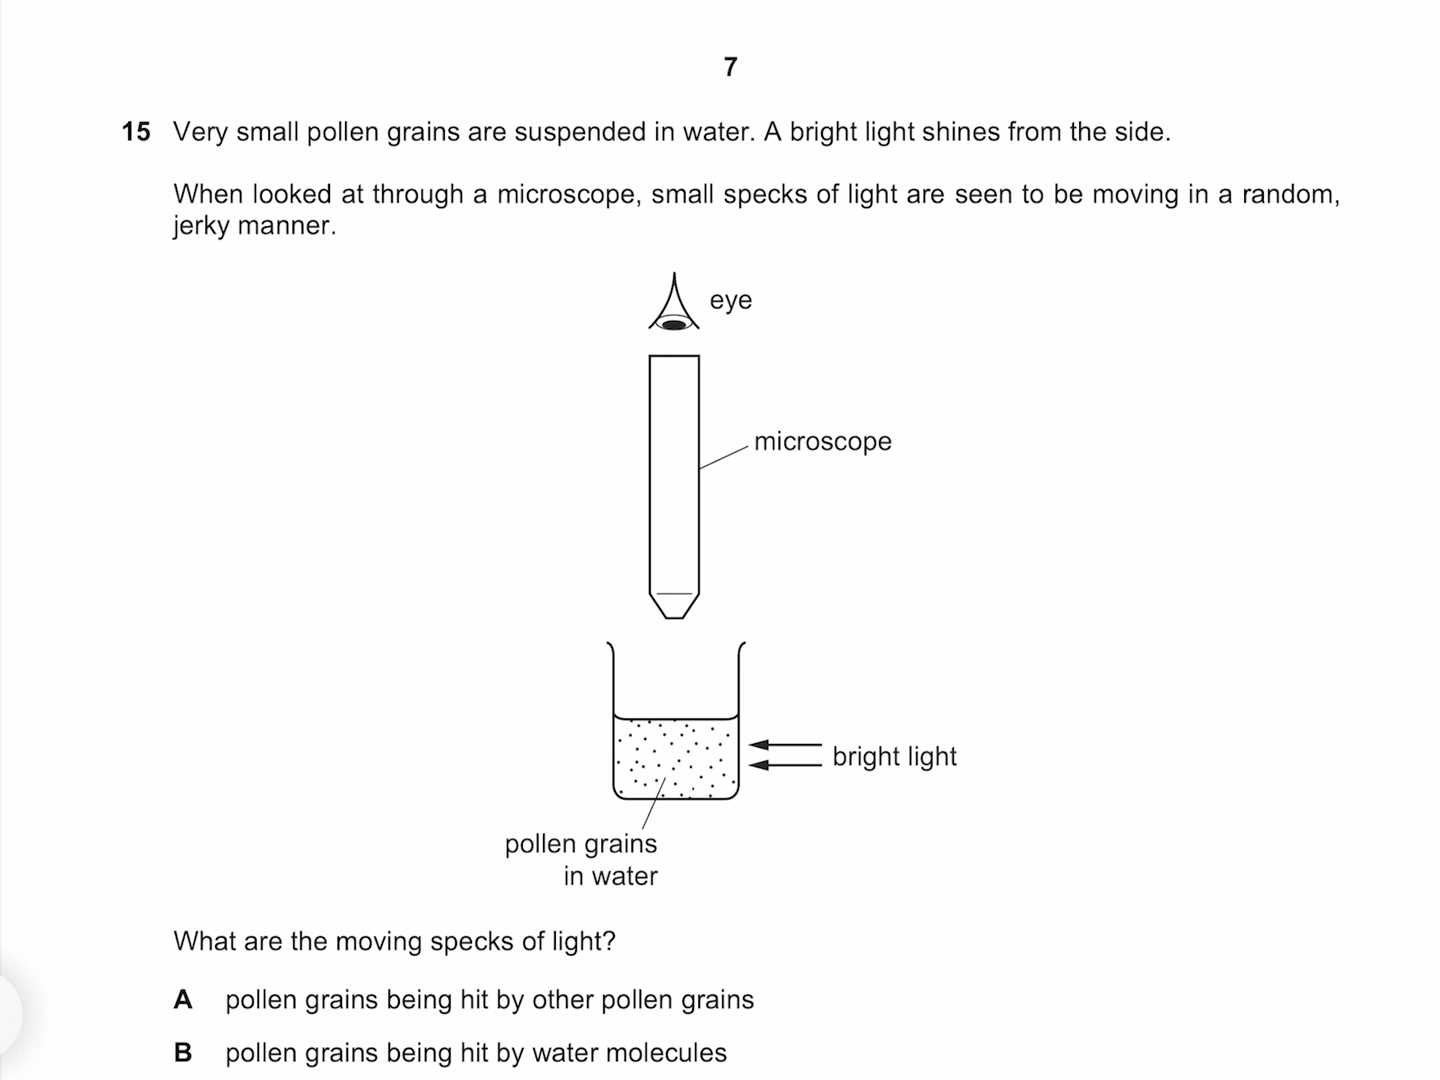 7
15 Very small pollen grains are suspended in water. A bright light shines from the side.
When looked at through a microscope, small specks of light are seen to be moving in a random,
jerky manner.
eye
microscope
bright light
pollen grains
in water
What are the moving specks of light?
A pollen grains being hit by other pollen grains
B pollen grains being hit by water molecules